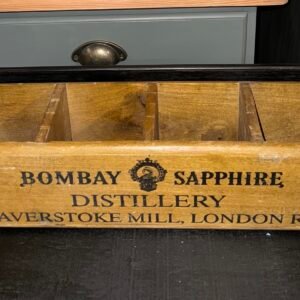 BOMBAY SAPPHIRE
DISTILLERY
AVERSTOKE MILL, LONDON R